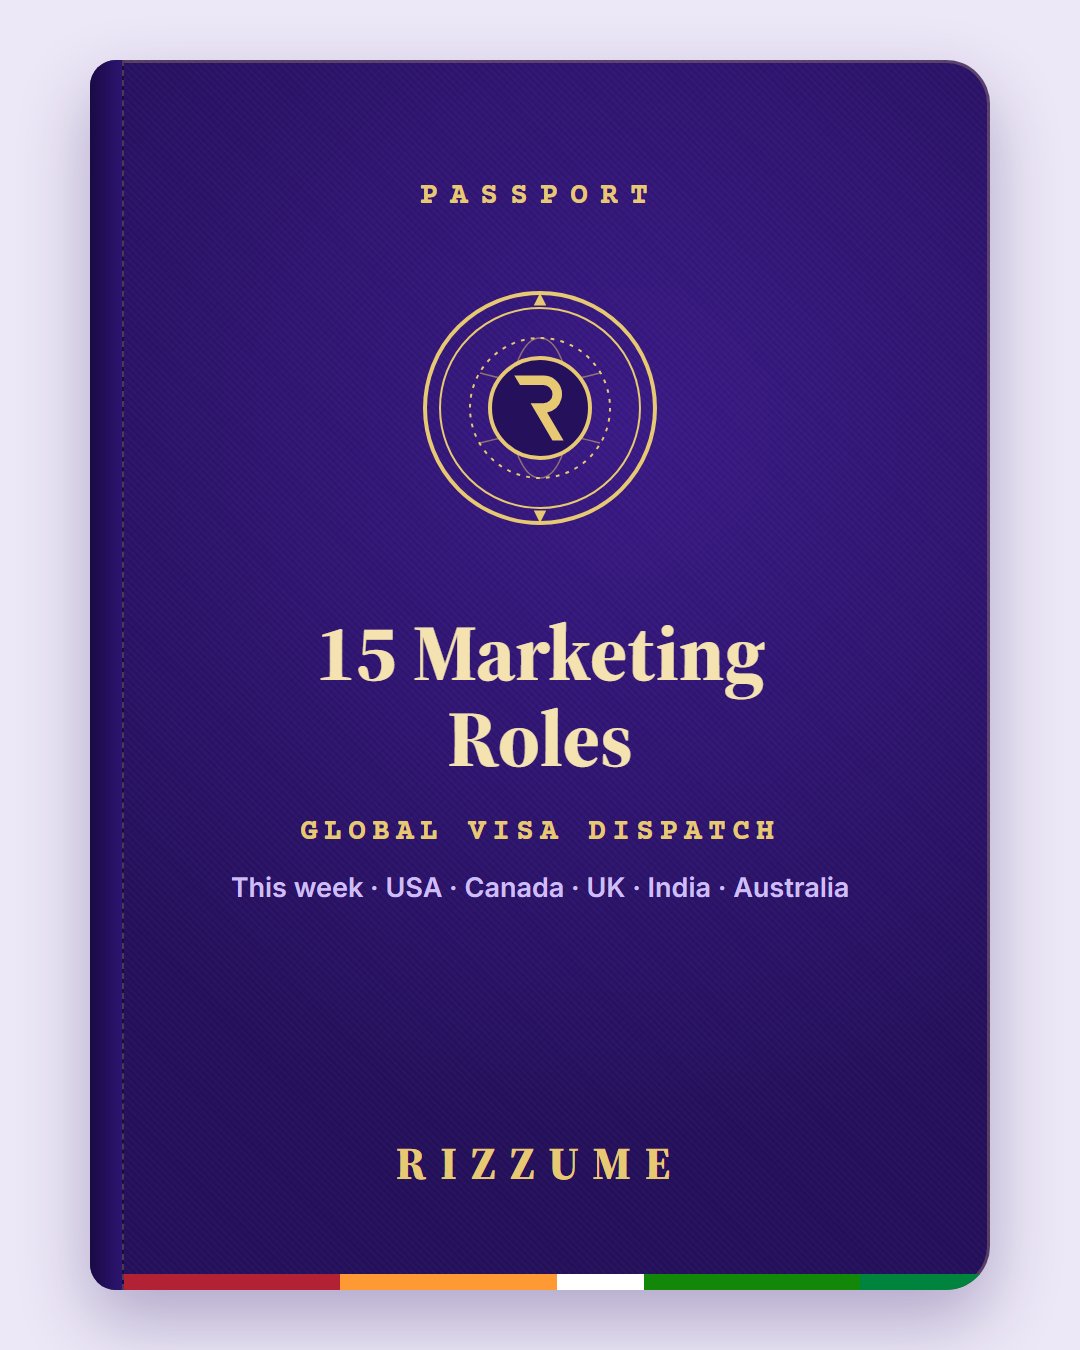 PASSPORT
R
15 Marketing
Roles
GLOBAL VISA DISPATCH
This week · USA · Canada · UK · India · Australia
RIZZUME